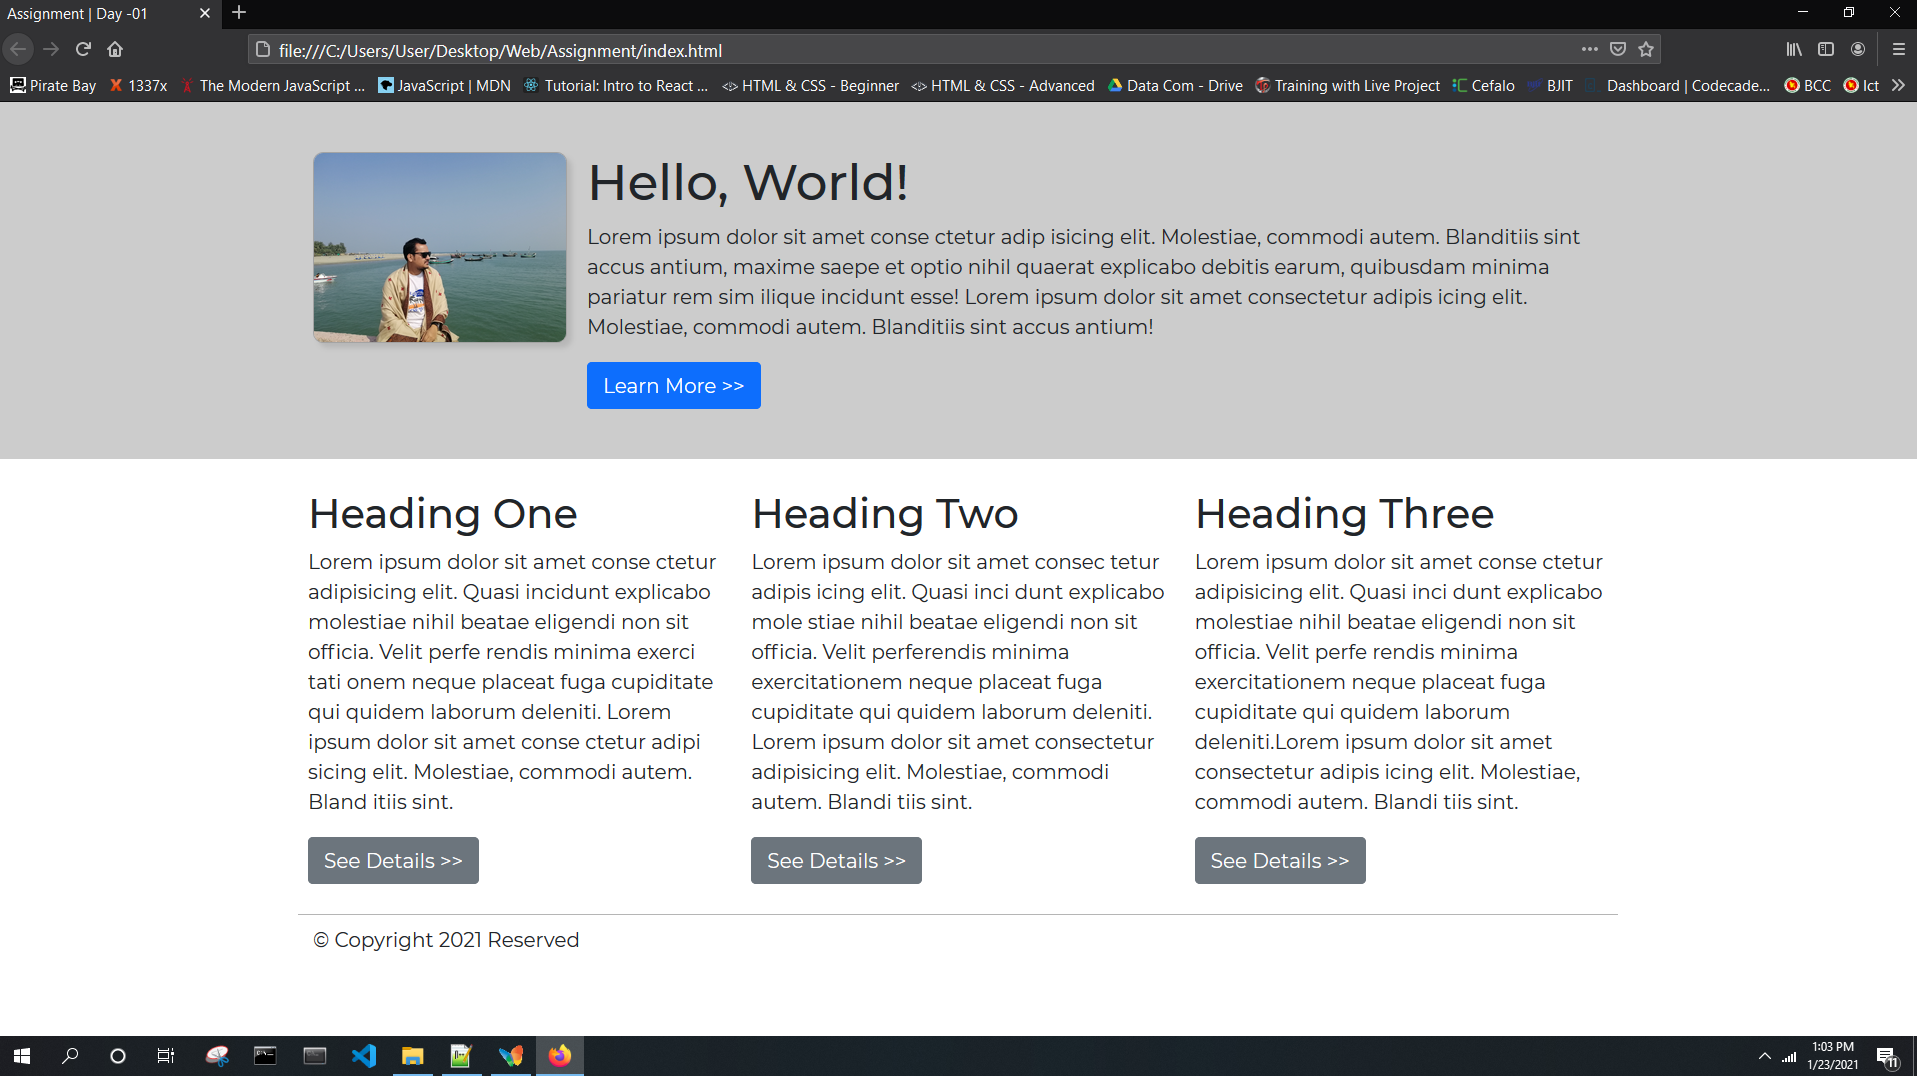 Assignment | Day -01
file:///C:/Users/User/Desktop/Web/Assignment/index.html
Pirate Bay 1337x The Modern JavaScript ... JavaScript | MDN Tutorial: Intro to React ... <> HTML & CSS - Beginner <> HTML & CSS - Advanced Data Com - Drive Training with Live Project Cefalo BJIT Dashboard | Codecade... BCC Ict
Hello, World!
Lorem ipsum dolor sit amet conse ctetur adip isicing elit. Molestiae, commodi autem. Blanditiis sint
accus antium, maxime saepe et optio nihil quaerat explicabo debitis earum, quibusdam minima
pariatur rem sim ilique incidunt esse! Lorem ipsum dolor sit amet consectetur adipis icing elit.
Molestiae, commodi autem. Blanditiis sint accus antium!
Learn More >>
Heading One
Lorem ipsum dolor sit amet conse ctetur
adipisicing elit. Quasi incidunt explicabo
molestiae nihil beatae eligendi non sit
officia. Velit perfe rendis minima exerci
tati onem neque placeat fuga cupiditate
qui quidem laborum deleniti. Lorem
ipsum dolor sit amet conse ctetur adipi
sicing elit. Molestiae, commodi autem.
Bland itiis sint.
See Details >>
Heading Two
Lorem ipsum dolor sit amet consec tetur
adipis icing elit. Quasi inci dunt explicabo
mole stiae nihil beatae eligendi non sit
officia. Velit perferendis minima
exercitationem neque placeat fuga
cupiditate qui quidem laborum deleniti.
Lorem ipsum dolor sit amet consectetur
adipisicing elit. Molestiae, commodi
autem. Blandi tiis sint.
See Details >>
Heading Three
Lorem ipsum dolor sit amet conse ctetur
adipisicing elit. Quasi inci dunt explicabo
molestiae nihil beatae eligendi non sit
officia. Velit perfe rendis minima
exercitationem neque placeat fuga
cupiditate qui quidem laborum
deleniti.Lorem ipsum dolor sit amet
consectetur adipis icing elit. Molestiae,
commodi autem. Blandi tiis sint.
See Details >>
© Copyright 2021 Reserved
1:03 PM
1/23/2021
11